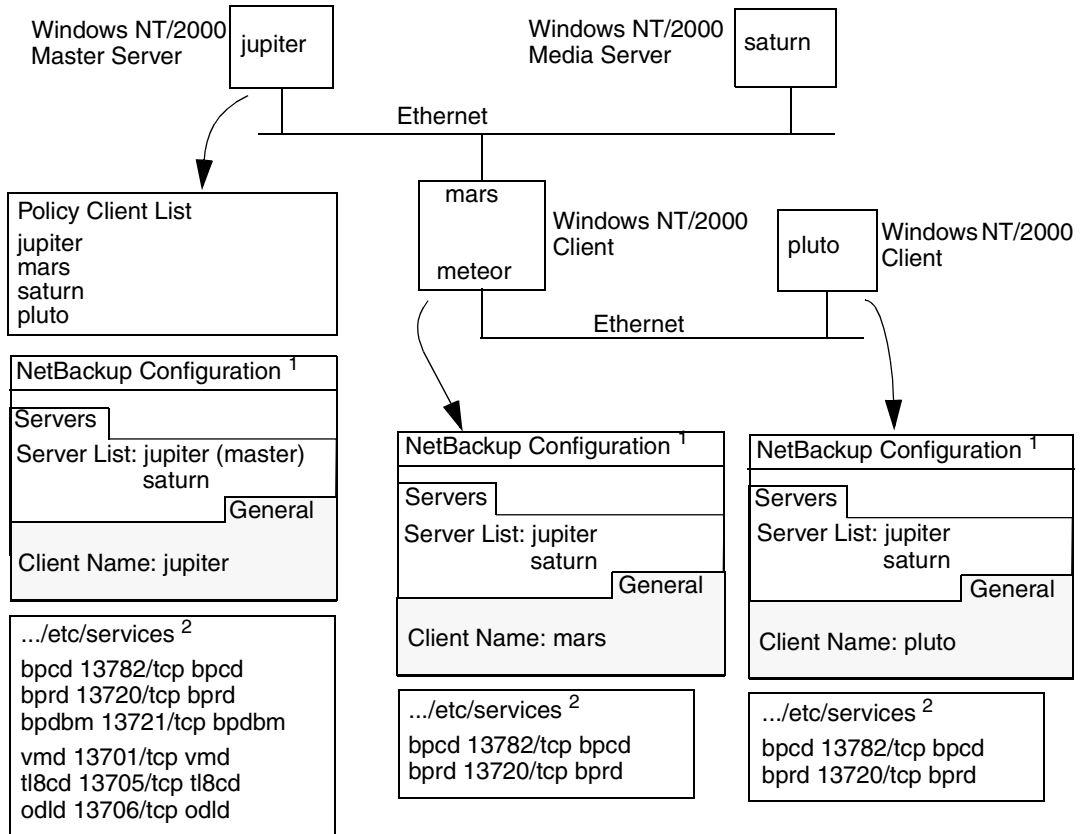 Windows NT/2000
Master Server
jupiter
Windows NT/2000
Media Server
saturn
Ethernet
Policy Client List
jupiter
mars
saturn
pluto
mars
meteor
Windows NT/2000
Client
pluto
Windows NT/2000
Client
Ethernet
NetBackup Configuration 1
Servers
Server List: jupiter (master)
saturn
General
Client Name: jupiter
NetBackup Configuration 1
Servers
Server List: jupiter
saturn
General
Client Name: mars
NetBackup Configuration 1
Servers
Server List: jupiter
saturn
General
Client Name: pluto
.../etc/services 2
bpcd 13782/tcp bpcd
bprd 13720/tcp bprd
bpdbm 13721/tcp bpdbm
vmd 13701/tcp vmd
tl8cd 13705/tcp tl8cd
odld 13706/tcp odld
.../etc/services 2
bpcd 13782/tcp bpcd
bprd 13720/tcp bprd
.../etc/services 2
bpcd 13782/tcp bpcd
bprd 13720/tcp bprd